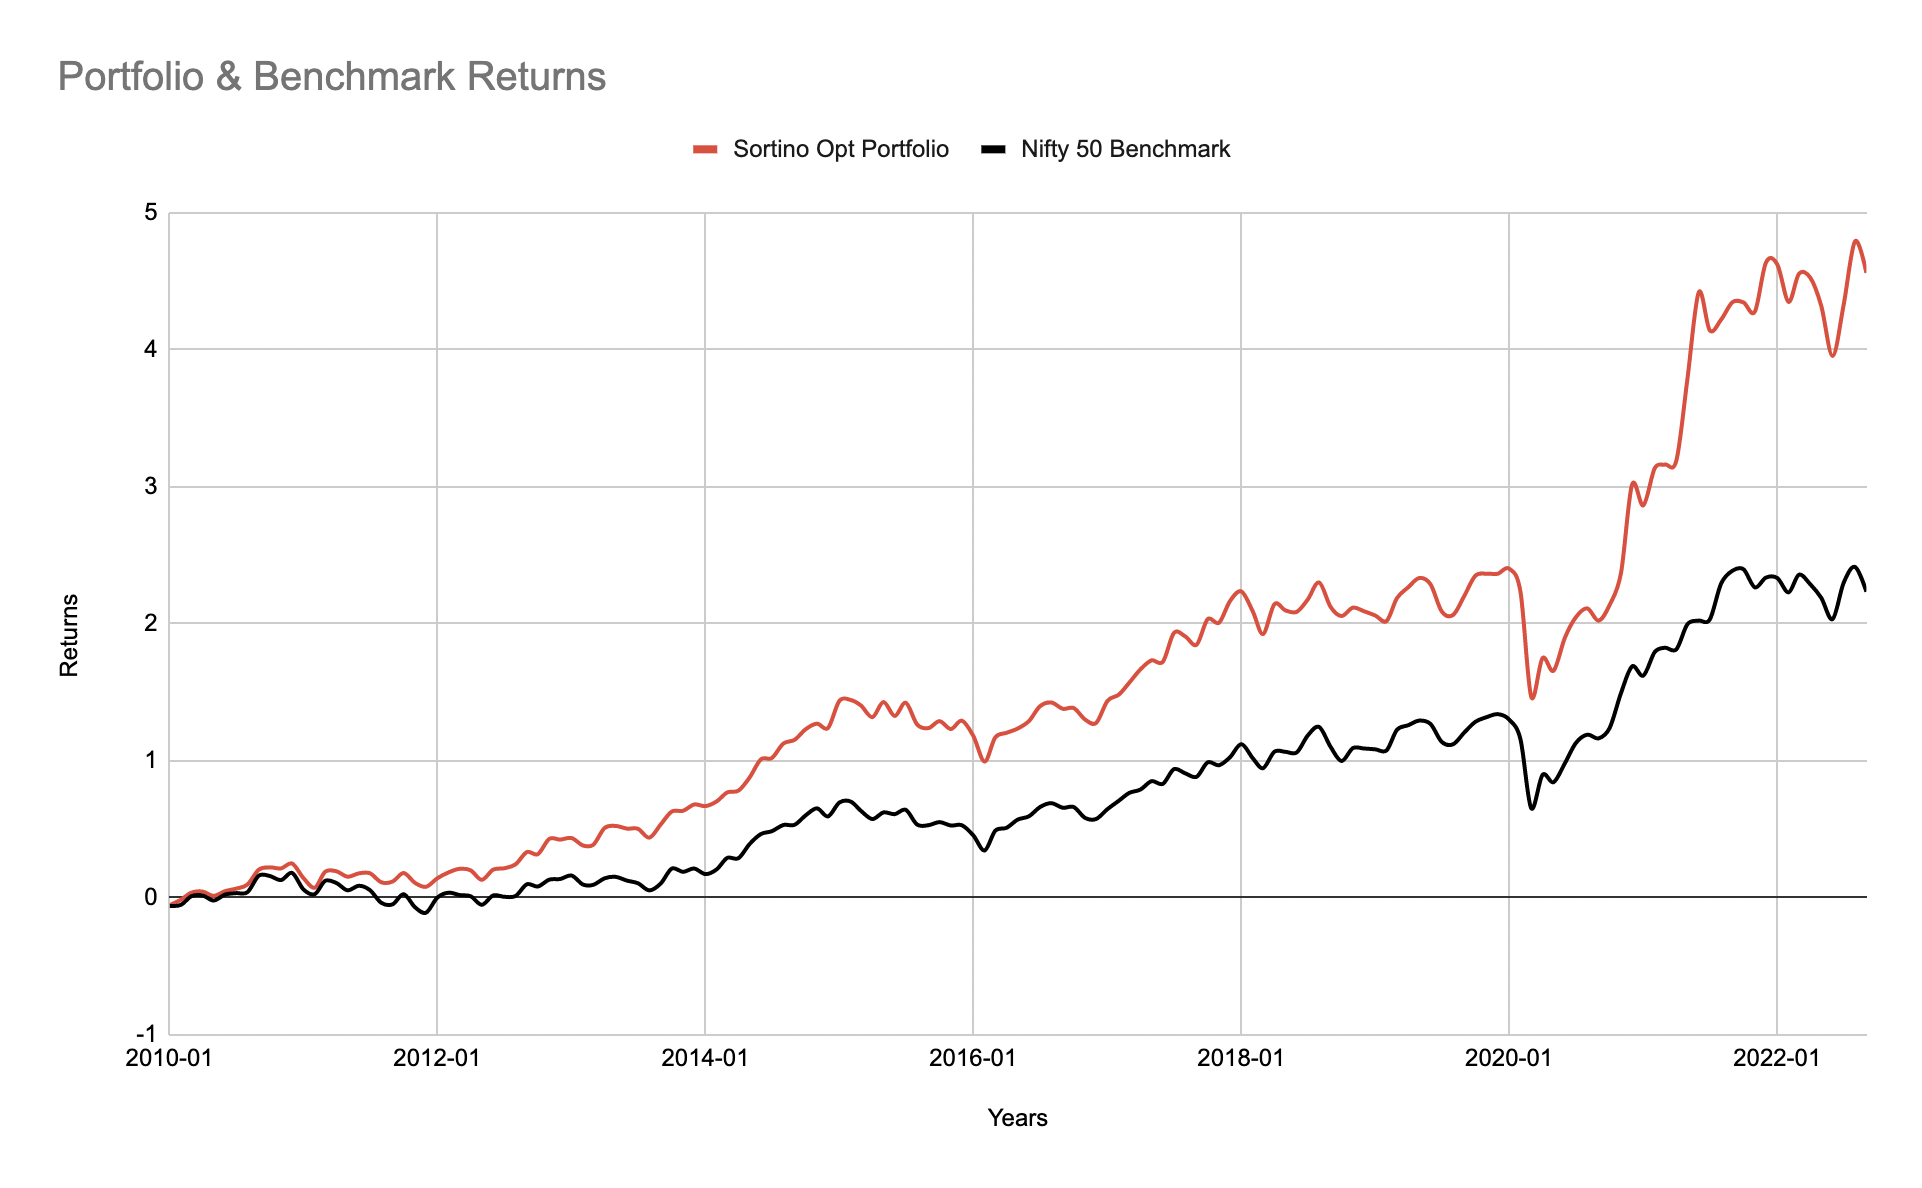 Portfolio & Benchmark Returns
Sortino Opt Portfolio
Nifty 50 Benchmark
5
4
3
2
1
0
-1
Returns
2010-01
2012-01
2014-01
2016-01
2018-01
2020-01
2022-01
Years